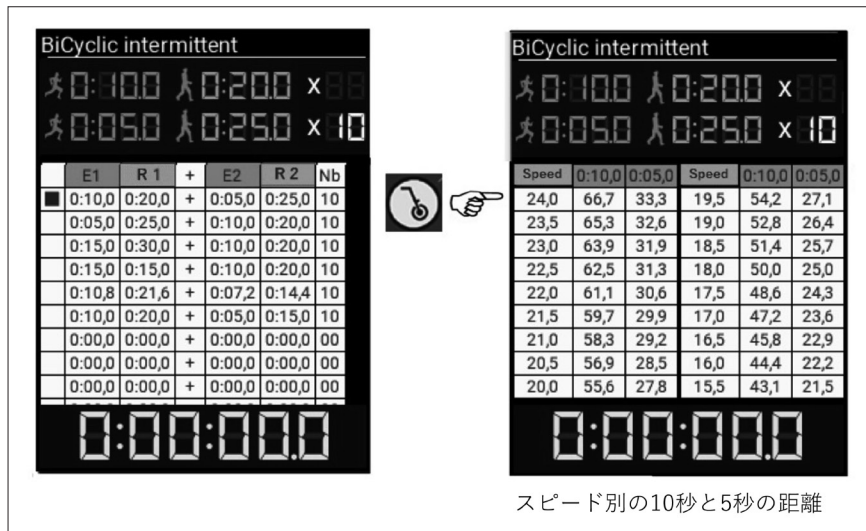 BiCyclic intermittent
0:10.0 0:20.0 x
0:05.0 0:25.0 x 10
E1 R 1 + E2 R 2 Nb
0:10,0 0:20,0 + 0:05,0 0:25,0 10
0:05,0 0:25,0 + 0:10,0 0:20,0 10
0:15,0 0:30,0 + 0:10,0 0:20,0 10
0:15,0 0:15,0 + 0:10,0 0:20,0 10
0:10,8 0:21,6 + 0:07,2 0:14,4 10
0:10,0 0:20,0 + 0:05,0 0:15,0 10
0:00,0 0:00,0 + 0:00,0 0:00,0 00
0:00,0 0:00,0 + 0:00,0 0:00,0 00
0:00,0 0:00,0 + 0:00,0 0:00,0 00
0:00:00.0
BiCyclic intermittent
0:10.0 0:20.0 x
0:05.0 0:25.0 x 10
Speed 0:10,0 0:05,0 Speed 0:10,0 0:05,0
24,0 66,7 33,3 19,5 54,2 27,1
23,5 65,3 32,6 19,0 52,8 26,4
23,0 63,9 31,9 18,5 51,4 25,7
22,5 62,5 31,3 18,0 50,0 25,0
22,0 61,1 30,6 17,5 48,6 24,3
21,5 59,7 29,9 17,0 47,2 23,6
21,0 58,3 29,2 16,5 45,8 22,9
20,5 56,9 28,5 16,0 44,4 22,2
20,0 55,6 27,8 15,5 43,1 21,5
0:00:00.0
スピード別の10秒と5秒の距離